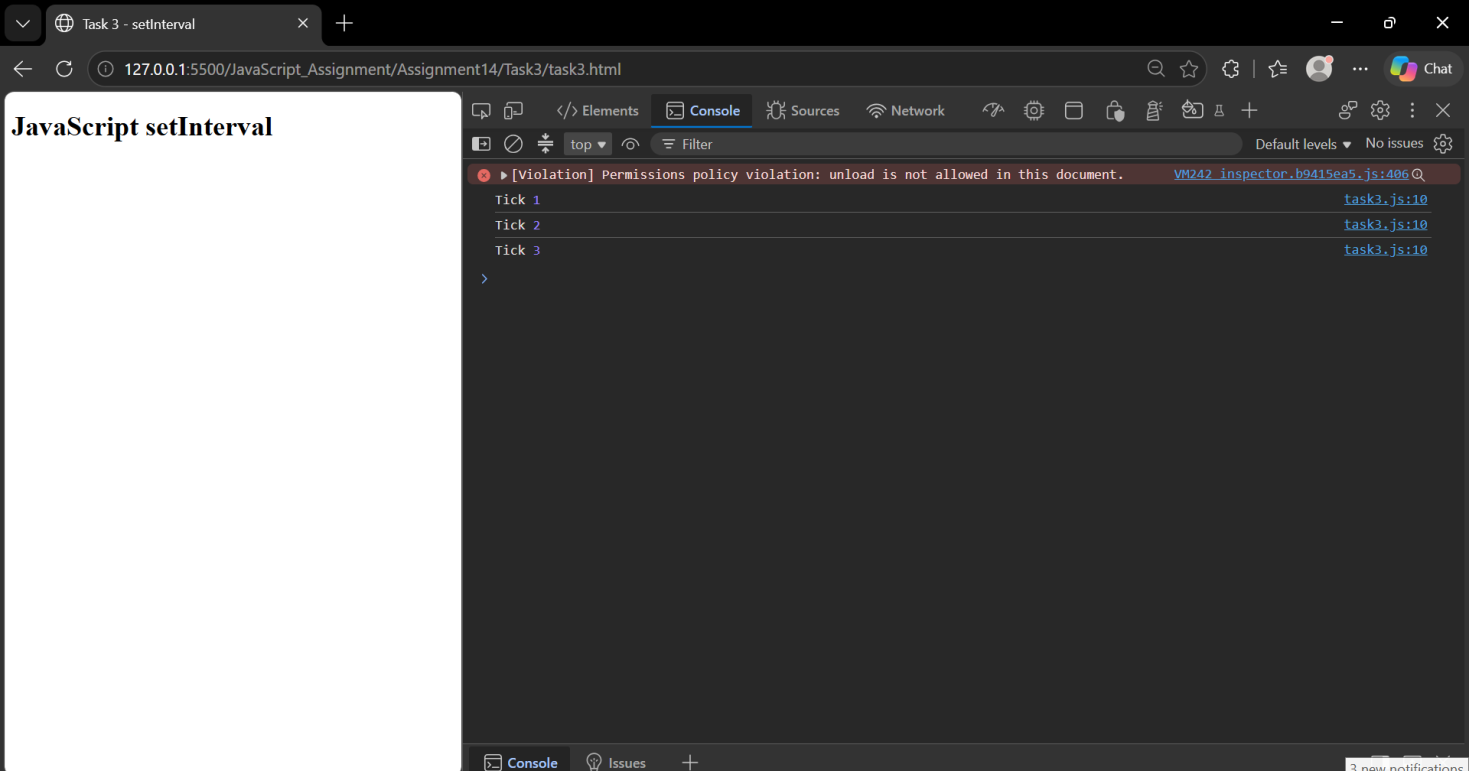 Task 3 - setInterval
127.0.0.1:5500/JavaScript_Assignment/Assignment14/Task3/task3.html
Chat
JavaScript setInterval
Elements Console Sources Network
top Filter Default levels No issues
[Violation] Permissions policy violation: unload is not allowed in this document. VM242 inspector.b9415ea5.js:406
Tick 1 task3.js:10
Tick 2 task3.js:10
Tick 3 task3.js:10
Console Issues
3 new notifications